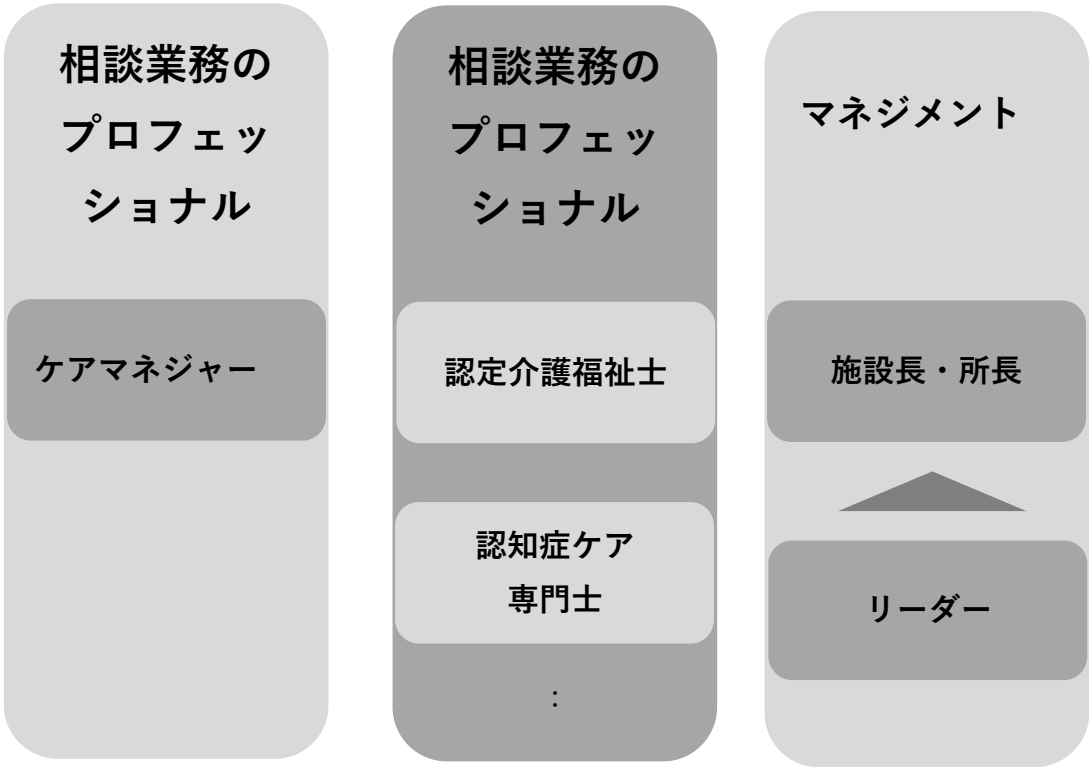 相談業務の
プロフェッ
ショナル
ケアマネジャー
相談業務の
プロフェッ
ショナル
認定介護福祉士
認知症ケア
専門士
：
マネジメント
施設長・所長
リーダー